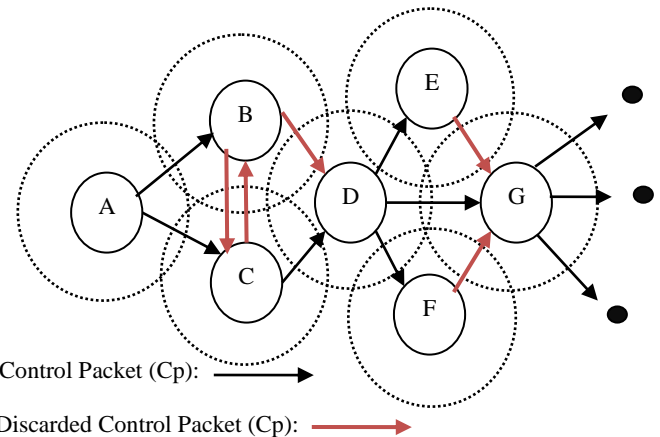 E
B
D
G
A
C
F
Control Packet (Cp):
Discarded Control Packet (Cp):